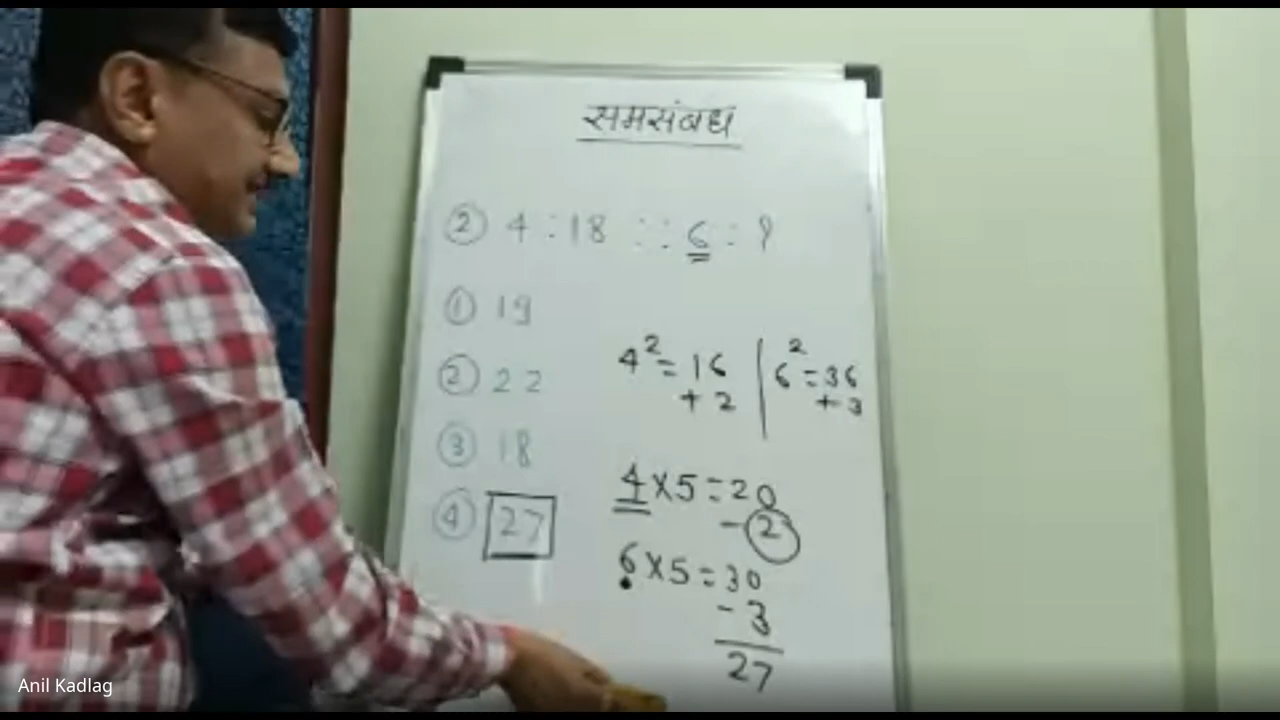 समसंबध
② 4 : 18 : : 6 : ?
① 19
② 22
③ 18
④ 27
4² = 16
+ 2
6² = 36
+ 3
4 × 5 = 20
- 2
6 × 5 = 30
- 3
27
Anil Kadlag